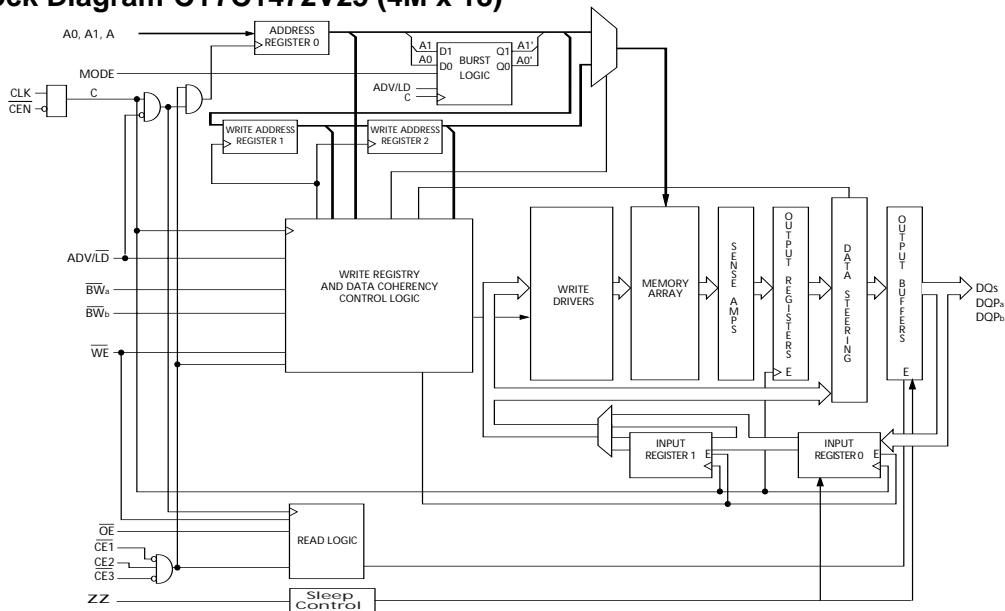 ck Diagram CY7C1472V25 (4M x 18)
A0, A1, A
ADDRESS
REGISTER 0
A1
A0
D1
D0
BURST
LOGIC
Q1
Q0
A1'
A0'
MODE
ADV/LD
C
CLK
CEN
C
WRITE ADDRESS
REGISTER 1
WRITE ADDRESS
REGISTER 2
ADV/LD
BWa
BWb
WE
WRITE REGISTRY
AND DATA COHERENCY
CONTROL LOGIC
WRITE
DRIVERS
MEMORY
ARRAY
SENSE AMPS
OUTPUT REGISTERS
E
DATA STEERING
OUTPUT BUFFERS
E
DQs
DQPa
DQPb
INPUT
REGISTER 1
E
INPUT
REGISTER 0
E
OE
CE1
CE2
CE3
READ LOGIC
ZZ
Sleep
Control